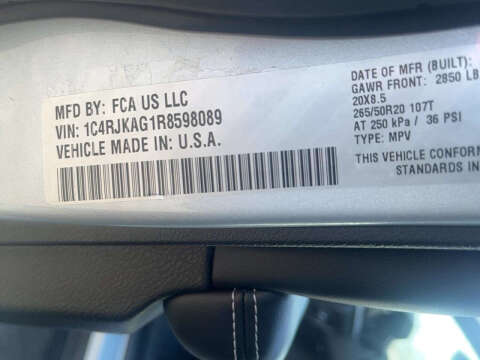 MFD BY: FCA US LLC
VIN: 1C4RJKAG1R8598089
VEHICLE MADE IN: U.S.A.
DATE OF MFR (BUILT):
GAWR FRONT: 2850 LB
20X8.5
265/50R20 107T
AT 250 kPa / 36 PSI
TYPE: MPV
THIS VEHICLE CONFORMS
STANDARDS IN